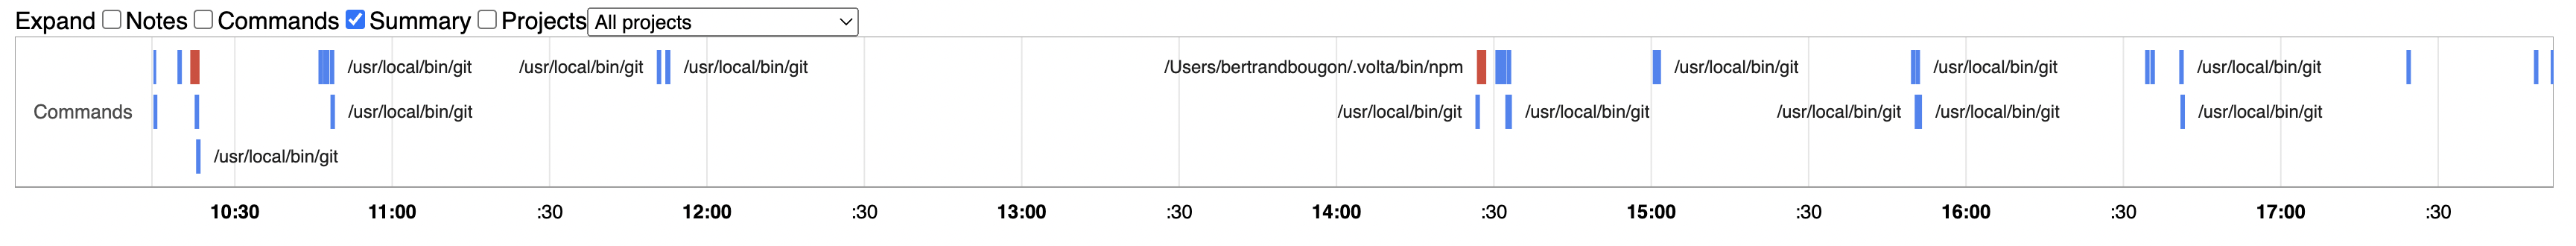 Expand Notes Commands Summary Projects All projects
/usr/local/bin/git /usr/local/bin/git /usr/local/bin/git /Users/bertrandbougon/.volta/bin/npm /usr/local/bin/git /usr/local/bin/git /usr/local/bin/git
Commands /usr/local/bin/git /usr/local/bin/git /usr/local/bin/git /usr/local/bin/git /usr/local/bin/git /usr/local/bin/git
/usr/local/bin/git
10:30 11:00 :30 12:00 :30 13:00 :30 14:00 :30 15:00 :30 16:00 :30 17:00 :30